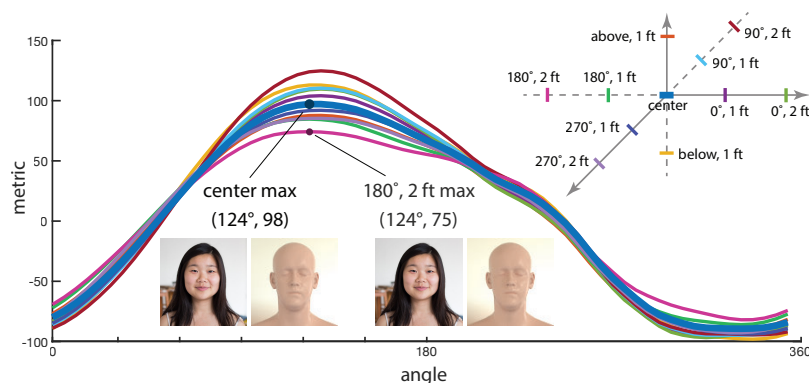 150
100
50
0
-50
-100
metric
0
180
360
angle
center max
(124°, 98)
180°, 2 ft max
(124°, 75)
above, 1 ft
90°, 2 ft
90°, 1 ft
180°, 2 ft
180°, 1 ft
center
0°, 1 ft
0°, 2 ft
270°, 1 ft
270°, 2 ft
below, 1 ft